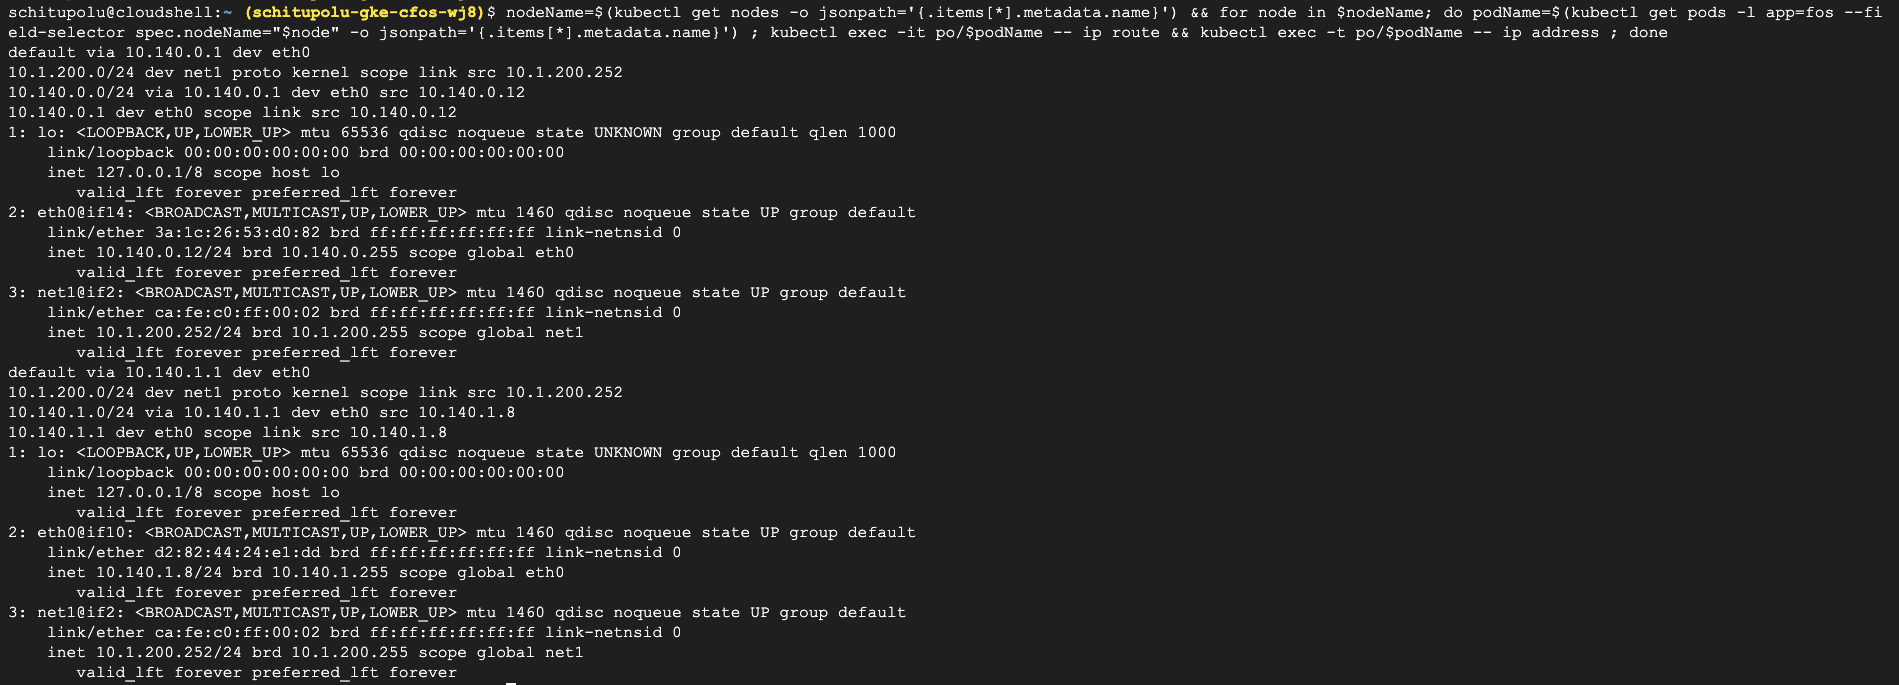 schitupolu@cloudshell:~ (schitupolu-gke-cfos-wj8)$ nodeName=$(kubectl get nodes -o jsonpath='{.items[*].metadata.name}') && for node in $nodeName; do podName=$(kubectl get pods -l app=fos --fi
eld-selector spec.nodeName="$node" -o jsonpath='{.items[*].metadata.name}') ; kubectl exec -it po/$podName -- ip route && kubectl exec -t po/$podName -- ip address ; done
default via 10.140.0.1 dev eth0
10.1.200.0/24 dev net1 proto kernel scope link src 10.1.200.252
10.140.0.0/24 via 10.140.0.1 dev eth0 src 10.140.0.12
10.140.0.1 dev eth0 scope link src 10.140.0.12
1: lo: <LOOPBACK,UP,LOWER_UP> mtu 65536 qdisc noqueue state UNKNOWN group default qlen 1000
    link/loopback 00:00:00:00:00:00 brd 00:00:00:00:00:00
    inet 127.0.0.1/8 scope host lo
       valid_lft forever preferred_lft forever
2: eth0@if14: <BROADCAST,MULTICAST,UP,LOWER_UP> mtu 1460 qdisc noqueue state UP group default
    link/ether 3a:1c:26:53:d0:82 brd ff:ff:ff:ff:ff:ff link-netnsid 0
    inet 10.140.0.12/24 brd 10.140.0.255 scope global eth0
       valid_lft forever preferred_lft forever
3: net1@if2: <BROADCAST,MULTICAST,UP,LOWER_UP> mtu 1460 qdisc noqueue state UP group default
    link/ether ca:fe:c0:ff:00:02 brd ff:ff:ff:ff:ff:ff link-netnsid 0
    inet 10.1.200.252/24 brd 10.1.200.255 scope global net1
       valid_lft forever preferred_lft forever
default via 10.140.1.1 dev eth0
10.1.200.0/24 dev net1 proto kernel scope link src 10.1.200.252
10.140.1.0/24 via 10.140.1.1 dev eth0 src 10.140.1.8
10.140.1.1 dev eth0 scope link src 10.140.1.8
1: lo: <LOOPBACK,UP,LOWER_UP> mtu 65536 qdisc noqueue state UNKNOWN group default qlen 1000
    link/loopback 00:00:00:00:00:00 brd 00:00:00:00:00:00
    inet 127.0.0.1/8 scope host lo
       valid_lft forever preferred_lft forever
2: eth0@if10: <BROADCAST,MULTICAST,UP,LOWER_UP> mtu 1460 qdisc noqueue state UP group default
    link/ether d2:82:44:24:e1:dd brd ff:ff:ff:ff:ff:ff link-netnsid 0
    inet 10.140.1.8/24 brd 10.140.1.255 scope global eth0
       valid_lft forever preferred_lft forever
3: net1@if2: <BROADCAST,MULTICAST,UP,LOWER_UP> mtu 1460 qdisc noqueue state UP group default
    link/ether ca:fe:c0:ff:00:02 brd ff:ff:ff:ff:ff:ff link-netnsid 0
    inet 10.1.200.252/24 brd 10.1.200.255 scope global net1
       valid_lft forever preferred_lft forever